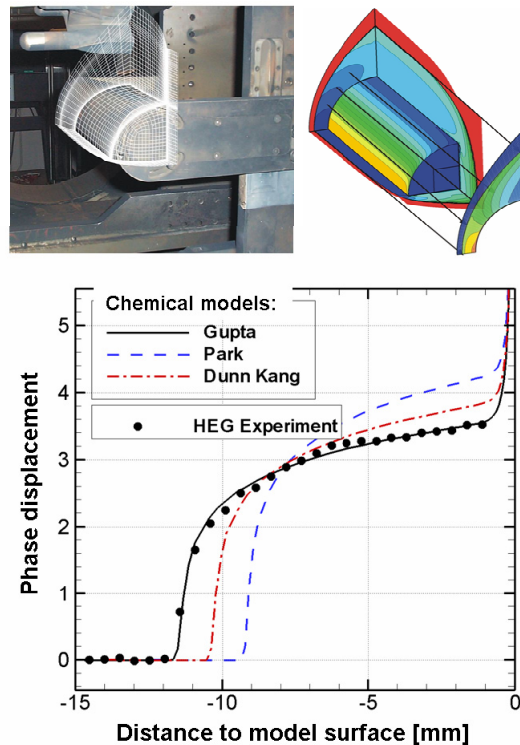 Chemical models:
Gupta
Park
Dunn Kang
HEG Experiment
Phase displacement
5
4
3
2
1
0
-15
-10
-5
0
Distance to model surface [mm]